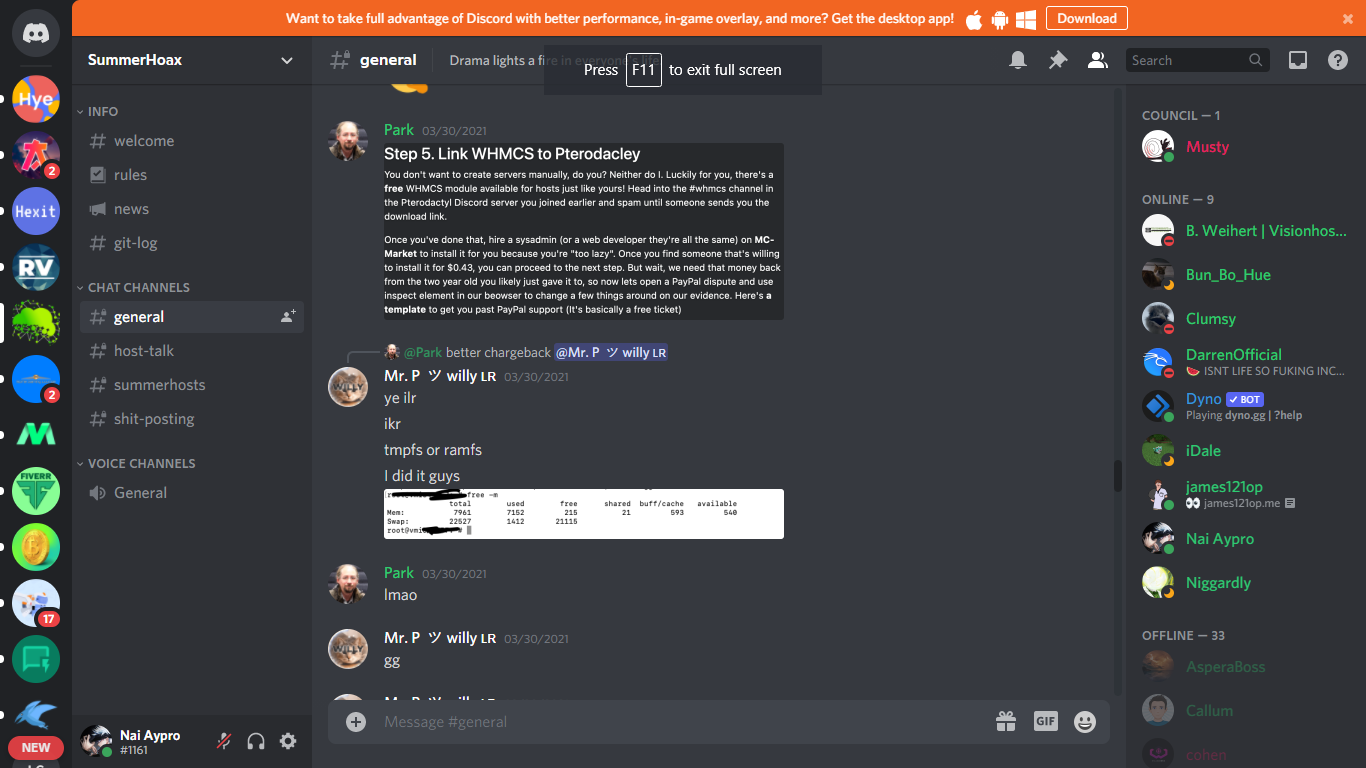 Want to take full advantage of Discord with better performance, in-game overlay, and more? Get the desktop app!
Download
SummerHoax
general
Drama lights a fire in everyone's
Press F11 to exit full screen
Search
Hye
2
Hexit
RV
2
FIVERR
17
NEW
INFO
welcome
rules
news
git-log
CHAT CHANNELS
general
host-talk
summerhosts
shit-posting
VOICE CHANNELS
General
Nai Aypro
#1161
Park 03/30/2021
Step 5. Link WHMCS to Pterodacley
You don't want to create servers manually, do you? Neither do I. Luckily for you, there's a
free WHMCS module available for hosts just like yours! Head into the #whmcs channel in
the Pterodactyl Discord server you joined earlier and spam until someone sends you the
download link.
Once you've done that, hire a sysadmin (or a web developer they're all the same) on MC-
Market to install it for you because you're "too lazy". Once you find someone that's willing
to install it for $0.43, you can proceed to the next step. But wait, we need that money back
from the two year old you likely just gave it to, so now lets open a PayPal dispute and use
inspect element in our beowser to change a few things around on our evidence. Here's a
template to get you past PayPal support (It's basically a free ticket)
@Park better chargeback @Mr. P ツ willy LR
Mr. P ツ willy LR 03/30/2021
ye ilr
ikr
tmpfs or ramfs
I did it guys
free -m
total used free shared buff/cache available
Mem: 7961 7152 215 21 593 540
Swap: 22527 1412 21115
root@vmi
Park 03/30/2021
lmao
Mr. P ツ willy LR 03/30/2021
gg
Message #general
GIF
COUNCIL — 1
Musty
ONLINE — 9
B. Weihert | Visionhos...
Bun_Bo_Hue
Clumsy
DarrenOfficial
🍉 ISNT LIFE SO FUKING INC...
Dyno ✓ BOT
Playing dyno.gg | ?help
iDale
james121op
👀 james121op.me
Nai Aypro
Niggardly
OFFLINE — 33
AsperaBoss
Callum
cohen